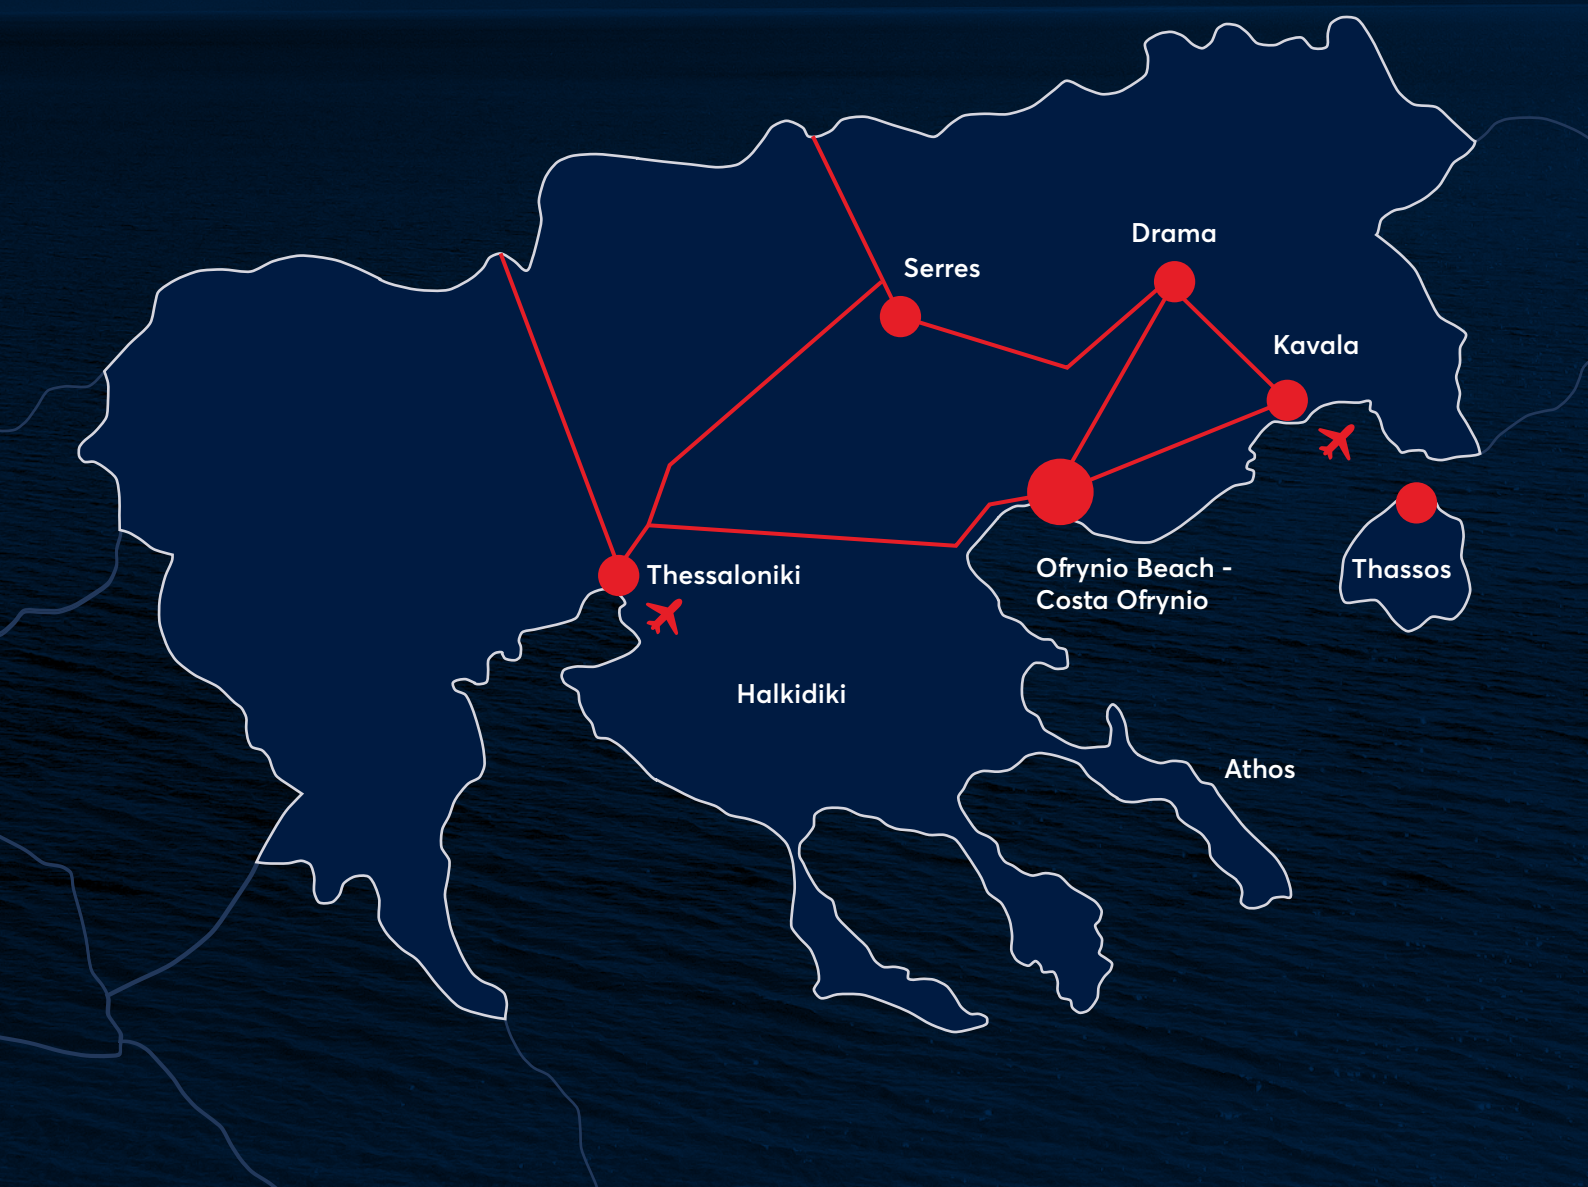 Drama
Serres
Kavala
Ofrynio Beach -
Costa Ofrynio
Thassos
Thessaloniki
Halkidiki
Athos